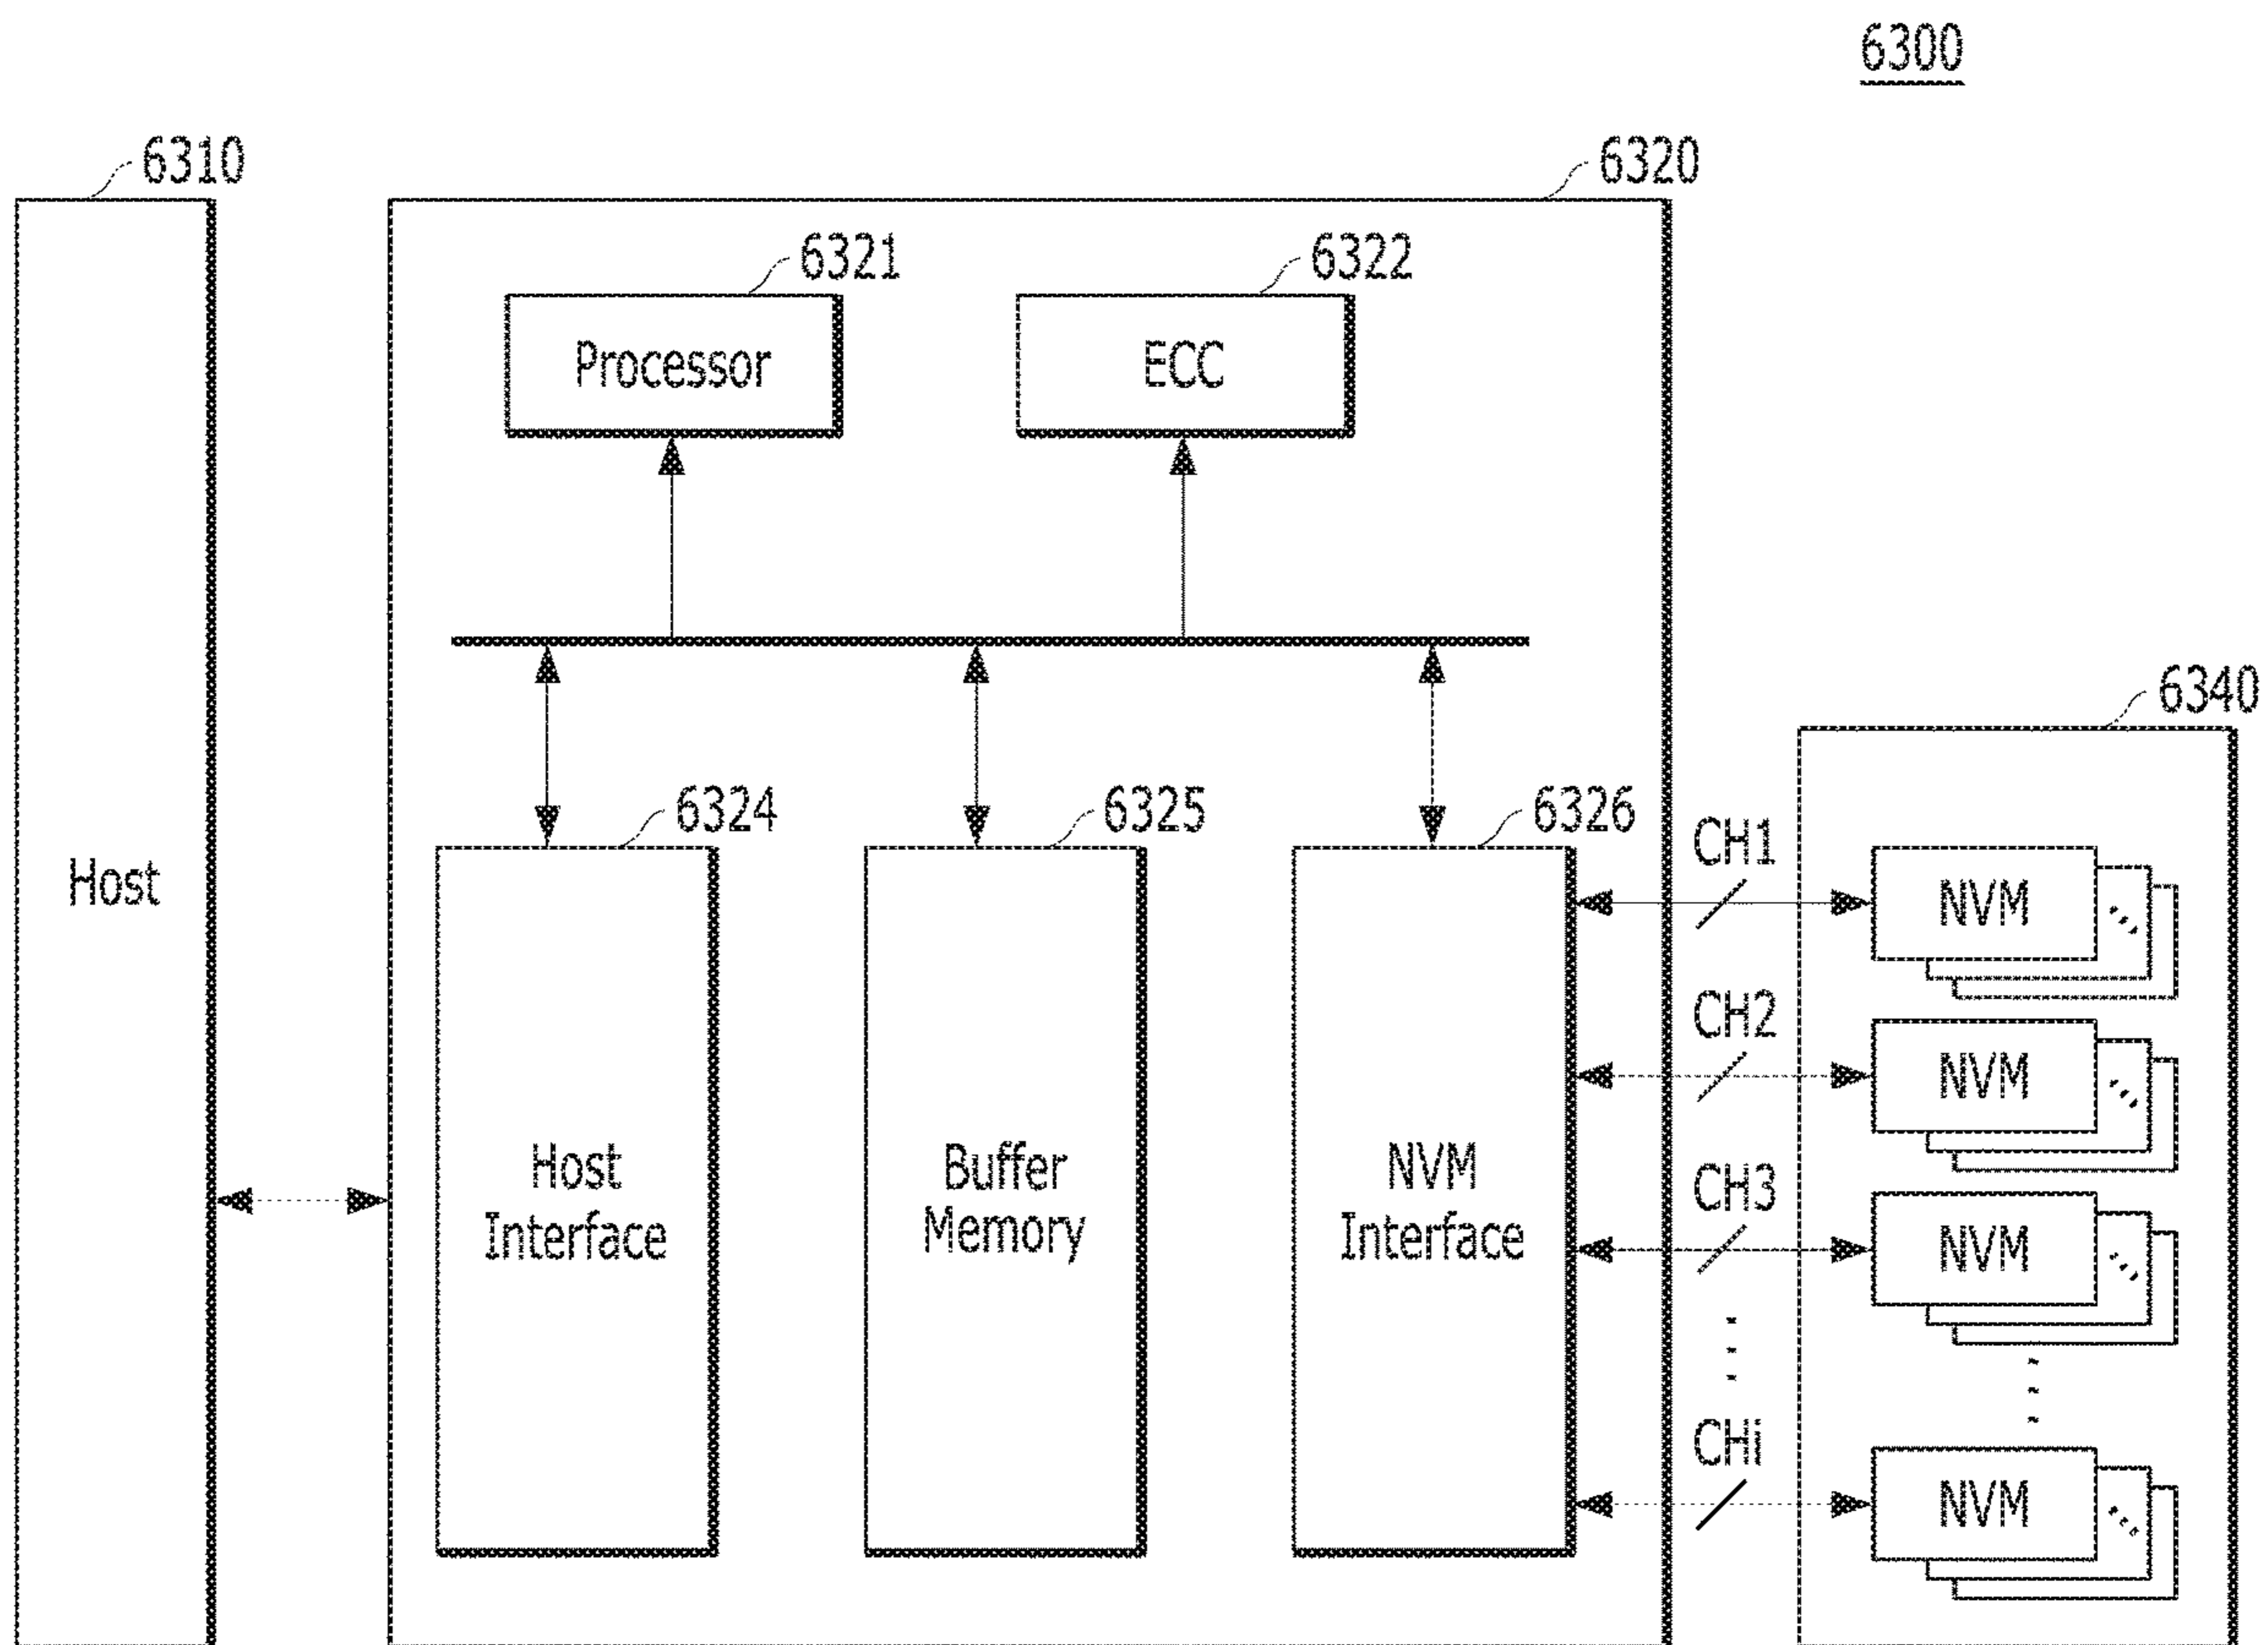 6300
6310
6320
6321
6322
Processor
ECC
6340
6324
6325
6326
CH1
Host
NVM
CH2
NVM
Host
Interface
Buffer
Memory
NVM
Interface
CH3
NVM
CHi
NVM